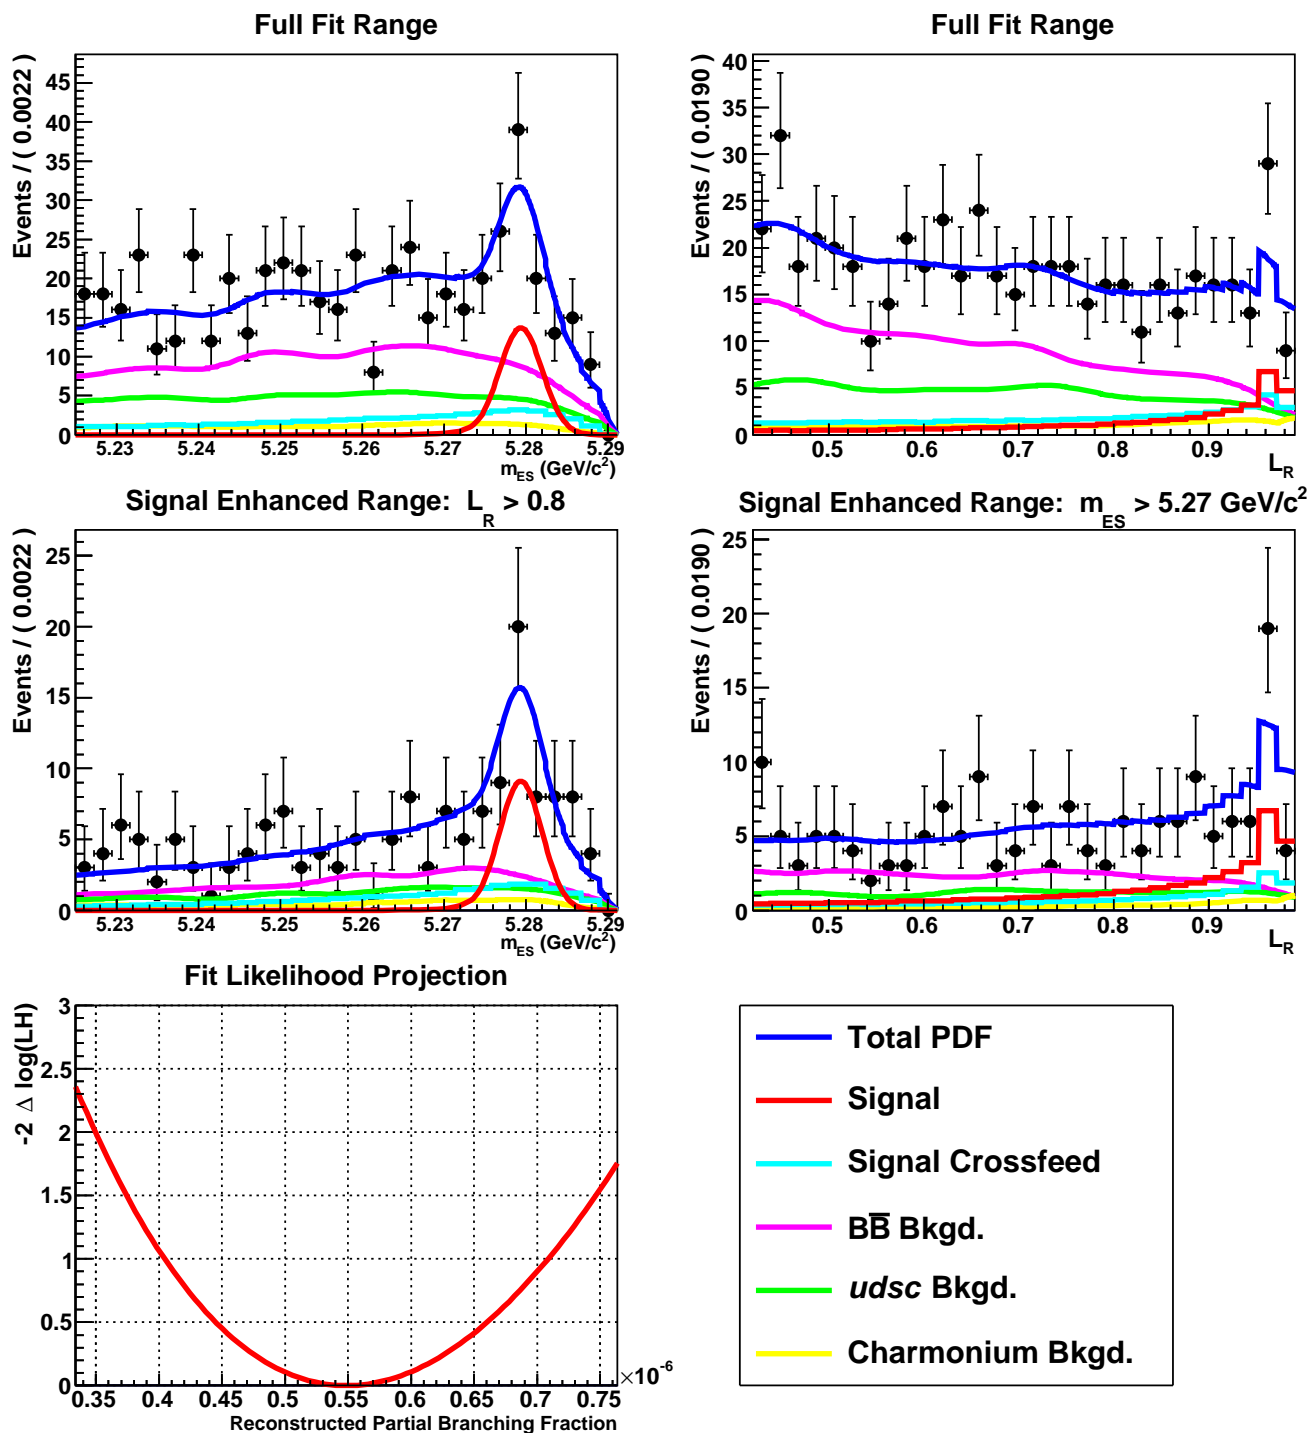 Full Fit Range
Events / ( 0.0022
45
40
35
30
25
20
15
10
5
0
5.23 5.24 5.25 5.26 5.27 5.28 5.29
m_ES (GeV/c²)
Full Fit Range
Events / ( 0.0190
40
35
30
25
20
15
10
5
0
0.5 0.6 0.7 0.8 0.9
L_R
Signal Enhanced Range: L_R > 0.8
Events / ( 0.0022
25
20
15
10
5
0
5.23 5.24 5.25 5.26 5.27 5.28 5.29
m_ES (GeV/c²)
Signal Enhanced Range: m_ES > 5.27 GeV/c²
Events / ( 0.0190
25
20
15
10
5
0
0.5 0.6 0.7 0.8 0.9
L_R
Fit Likelihood Projection
-2 Δ log(LH)
3
2.5
2
1.5
1
0.5
0
0.35 0.4 0.45 0.5 0.55 0.6 0.65 0.7 0.75
×10⁻⁶
Reconstructed Partial Branching Fraction
Total PDF
Signal
Signal Crossfeed
BB̅ Bkgd.
udsc Bkgd.
Charmonium Bkgd.